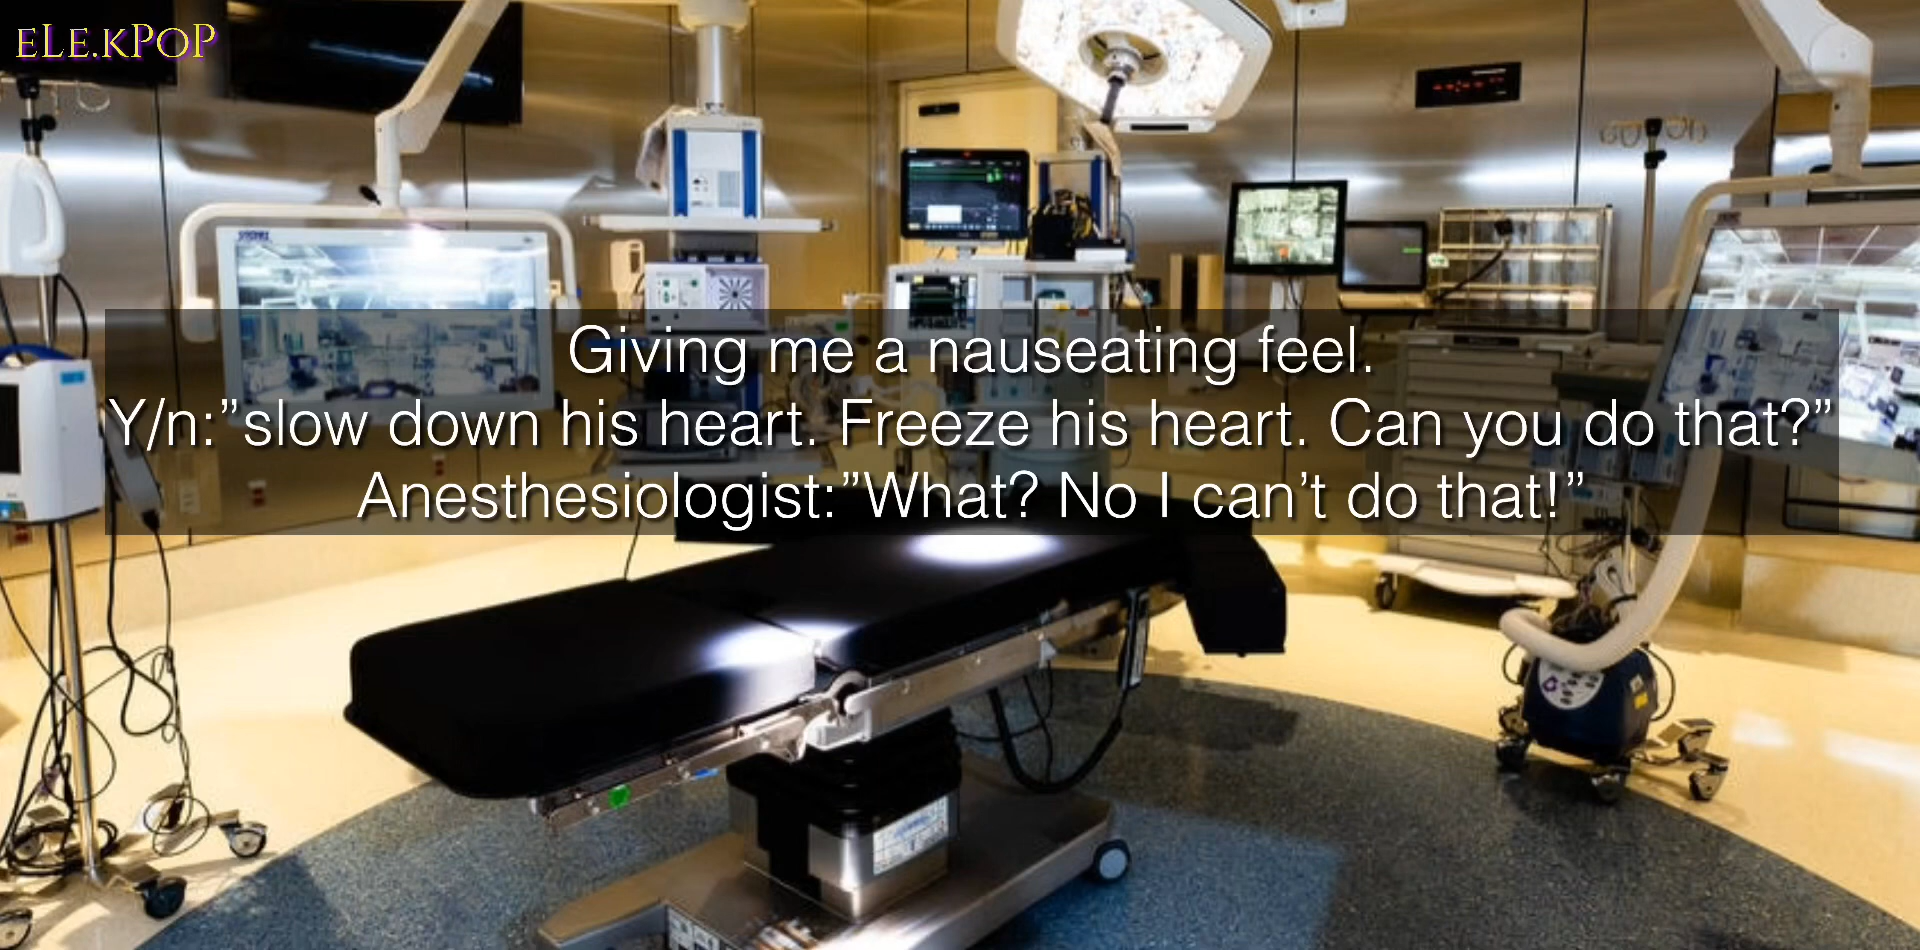 ELE.KPOP
Giving me a nauseating feel.
Y/n:”slow down his heart. Freeze his heart. Can you do that?”
Anesthesiologist:”What? No I can’t do that!”